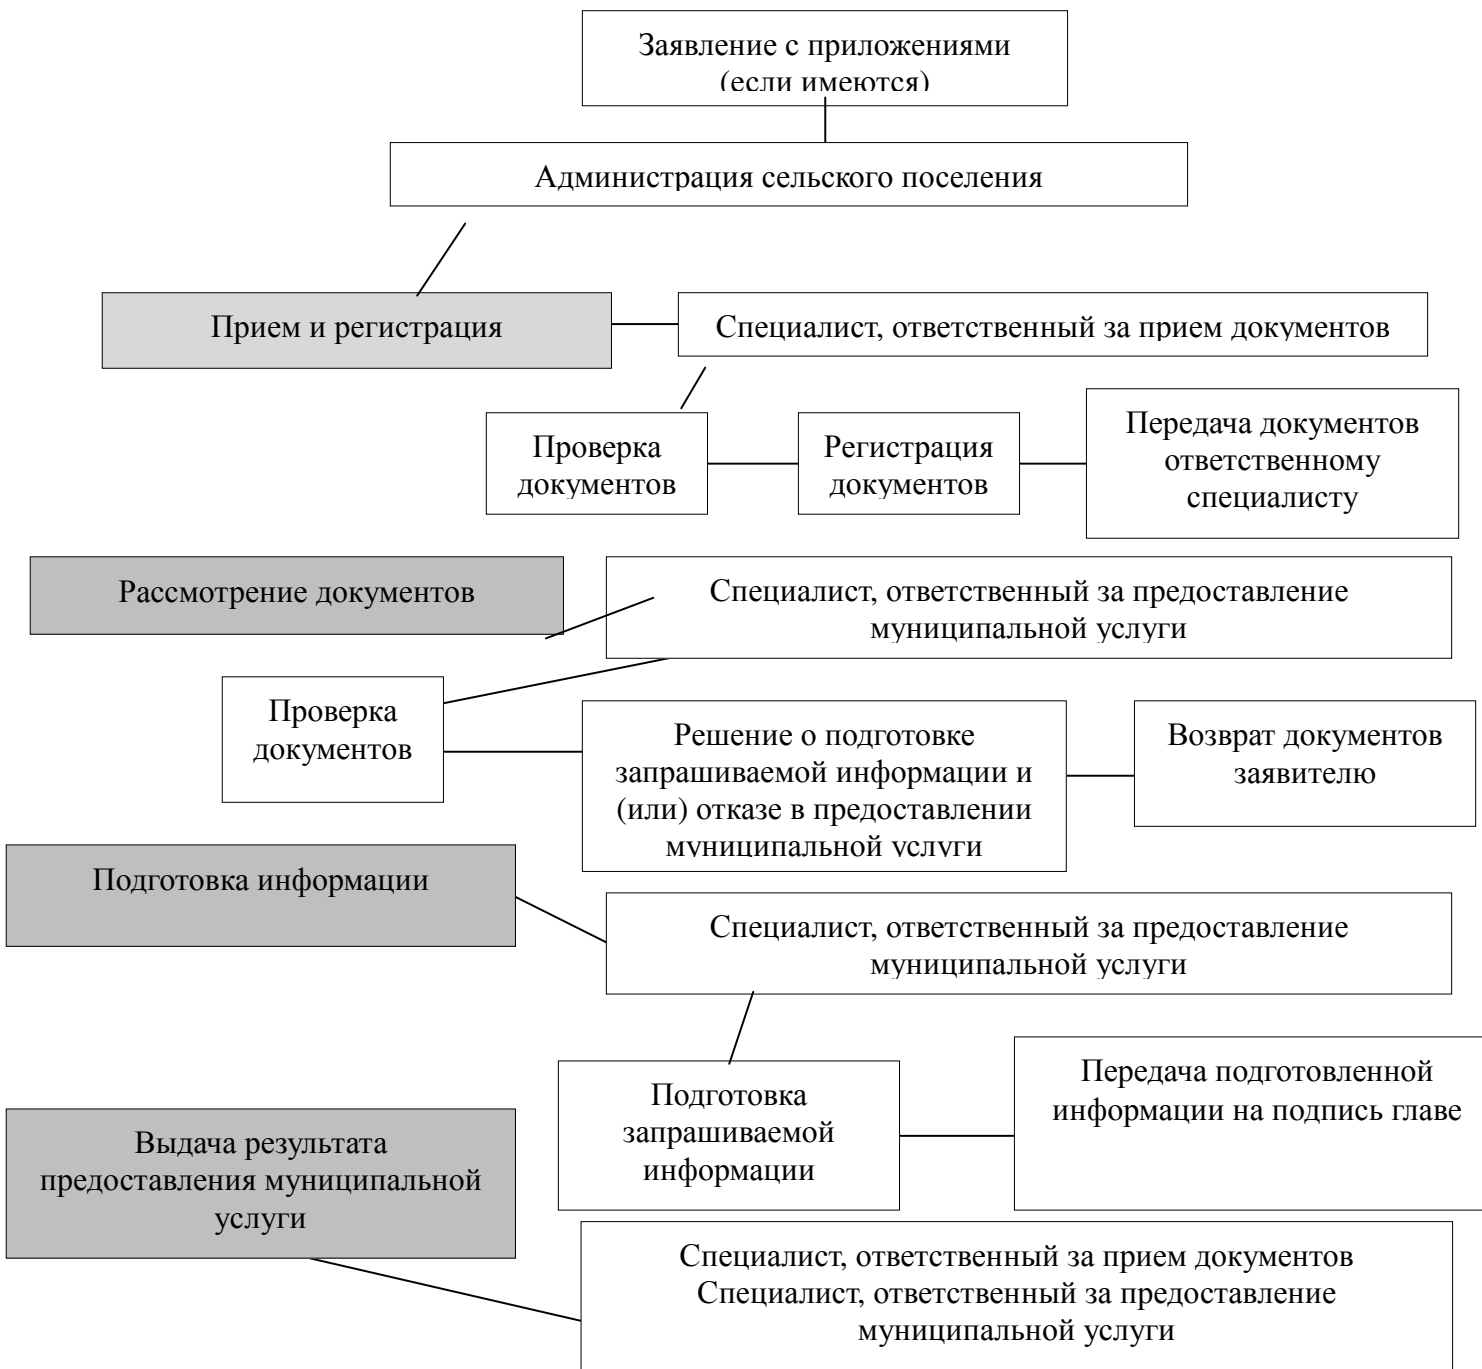 Заявление с приложениями
(если имеются)
Администрация сельского поселения
Прием и регистрация
Специалист, ответственный за прием документов
Проверка
документов
Регистрация
документов
Передача документов
ответственному
специалисту
Рассмотрение документов
Специалист, ответственный за предоставление
муниципальной услуги
Проверка
документов
Решение о подготовке
запрашиваемой информации и
(или) отказе в предоставлении
муниципальной услуги
Возврат документов
заявителю
Подготовка информации
Специалист, ответственный за предоставление
муниципальной услуги
Подготовка
запрашиваемой
информации
Передача подготовленной
информации на подпись главе
Выдача результата
предоставления муниципальной
услуги
Специалист, ответственный за прием документов
Специалист, ответственный за предоставление
муниципальной услуги